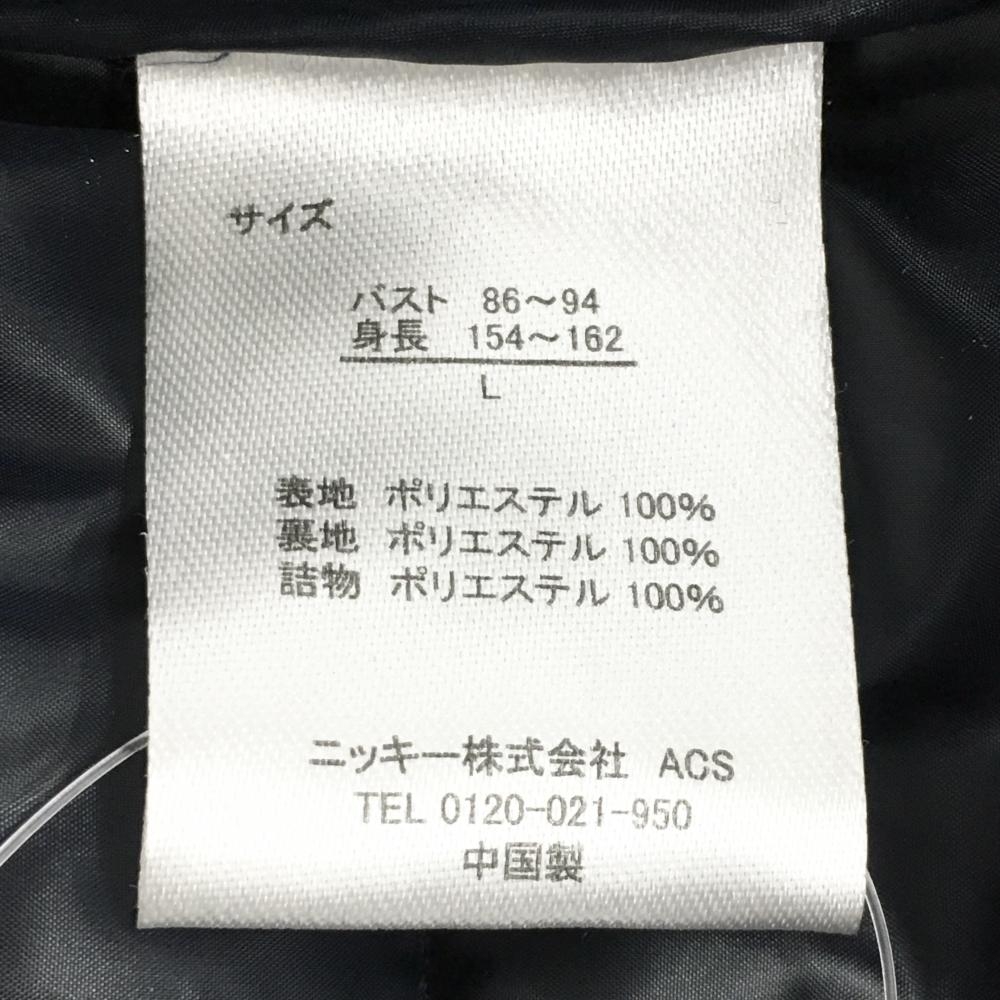 サイズ
バスト 86～94
身長 154～162
L
表地 ポリエステル 100%
裏地 ポリエステル 100%
詰物 ポリエステル 100%
ニッキー株式会社 ACS
TEL 0120-021-950
中国製